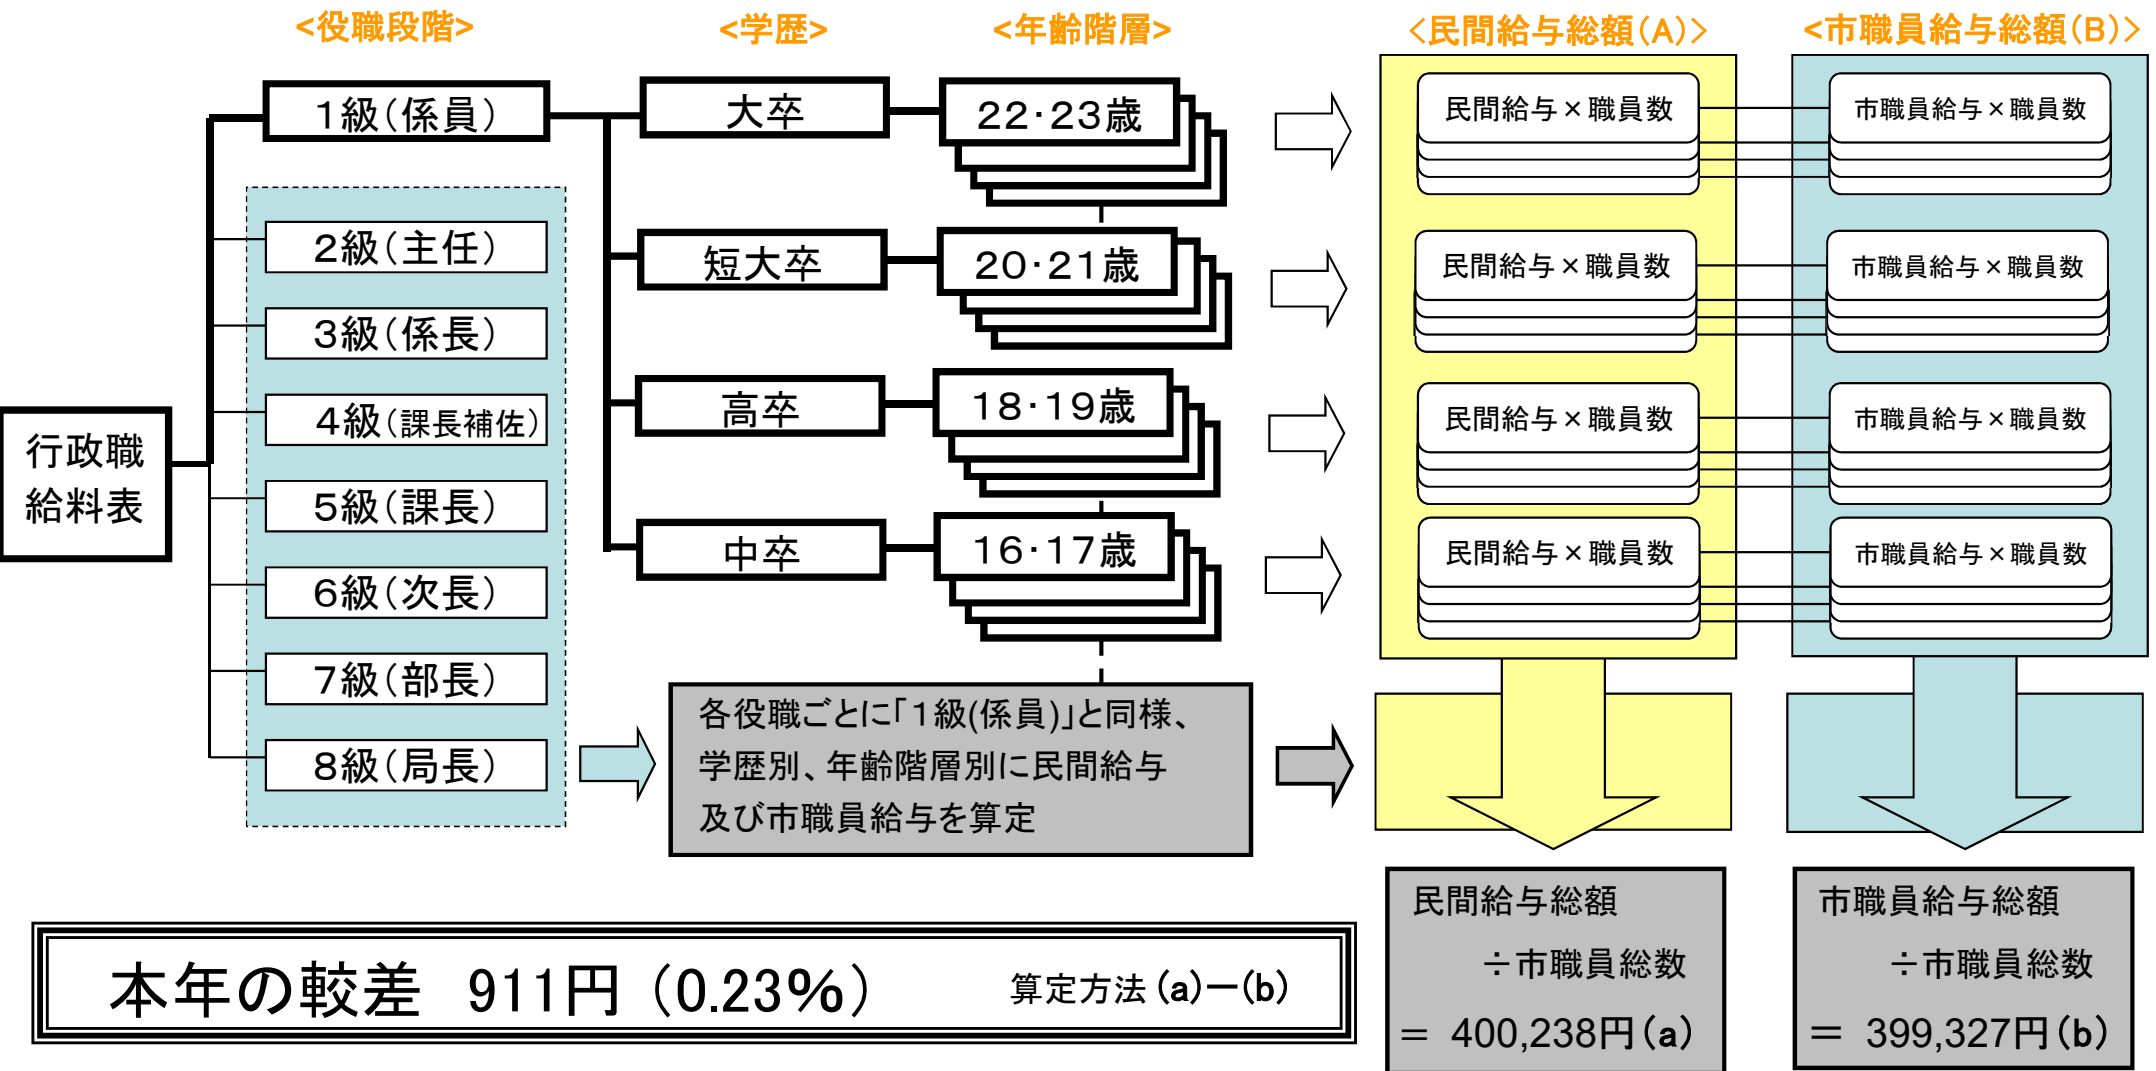 <役職段階>
<学歴>
<年齢階層>
<民間給与総額(A)>
<市職員給与総額(B)>
行政職
給料表
1級(係員)
2級(主任)
3級(係長)
4級(課長補佐)
5級(課長)
6級(次長)
7級(部長)
8級(局長)
大卒
22・23歳
民間給与×職員数
市職員給与×職員数
短大卒
20・21歳
民間給与×職員数
市職員給与×職員数
高卒
18・19歳
民間給与×職員数
市職員給与×職員数
中卒
16・17歳
民間給与×職員数
市職員給与×職員数
各役職ごとに「1級(係員)」と同様、
学歴別、年齢階層別に民間給与
及び市職員給与を算定
民間給与総額
÷市職員総数
= 400,238円(a)
市職員給与総額
÷市職員総数
= 399,327円(b)
本年の較差 911円(0.23%) 算定方法(a)-(b)